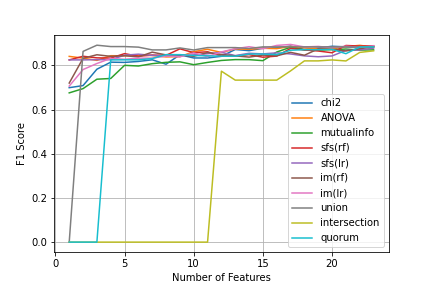 F1 Score
0.8
0.6
0.4
0.2
0.0
0
5
10
15
20
Number of Features
chi2
ANOVA
mutualinfo
sfs(rf)
sfs(lr)
im(rf)
im(lr)
union
intersection
quorum